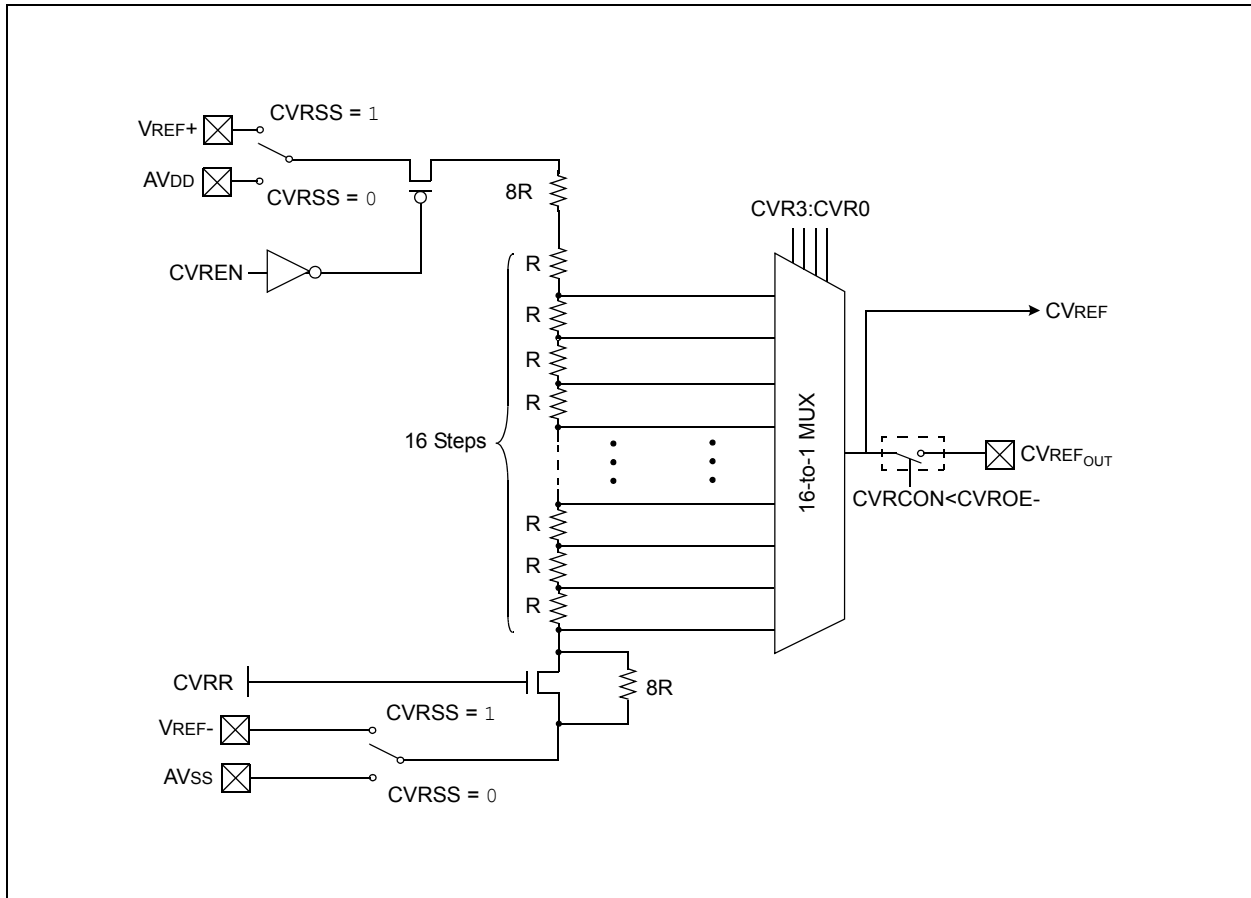 CVRSS = 1
VREF+
AVDD
CVRSS = 0
8R
CVREN
CVR3:CVR0
R
R
R
R
16 Steps
16-to-1 MUX
CVREF
CVREFOUT
CVRCON<CVROE-
R
R
R
CVRR
8R
CVRSS = 1
VREF-
AVSS
CVRSS = 0